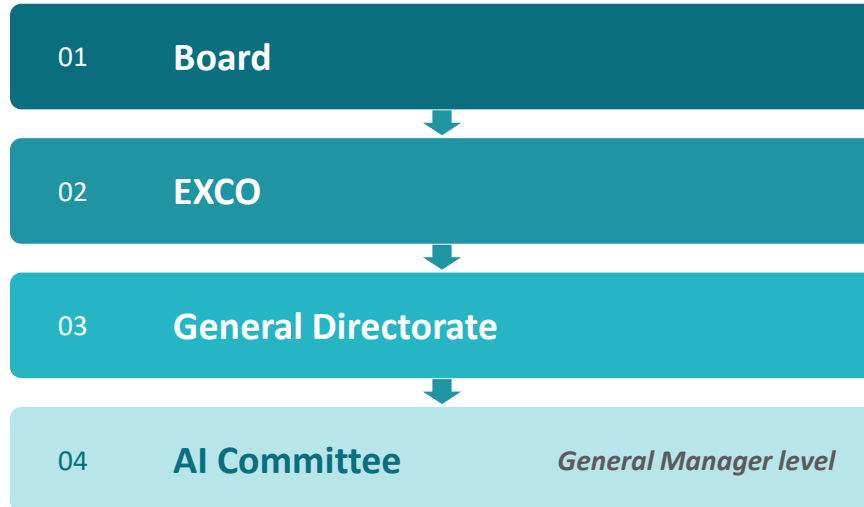 01 Board
02 EXCO
03 General Directorate
04 AI Committee General Manager level